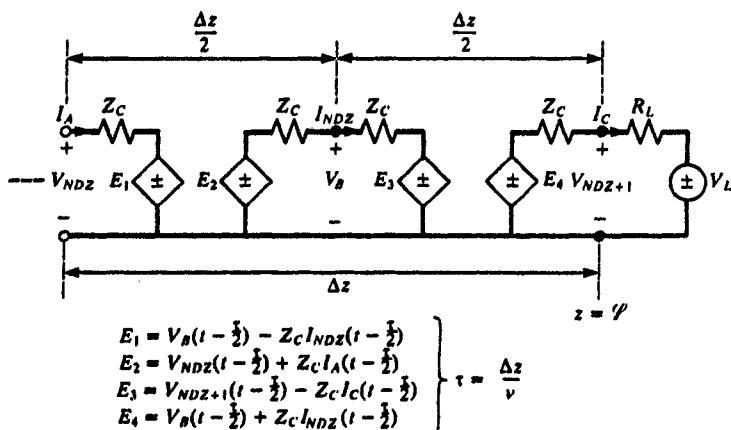 Δz/2 Δz/2
I_A Z_C Z_C I_NDZ Z_C Z_C I_C R_L
+ + +
--- V_NDZ E_1 ± E_2 ± V_B E_3 ± E_4 ± V_NDZ+1 ± V_L
− − −
Δz
z = 𝒮
E_1 = V_B(t − τ/2) − Z_C I_NDZ(t − τ/2)
E_2 = V_NDZ(t − τ/2) + Z_C I_A(t − τ/2)
E_3 = V_NDZ+1(t − τ/2) − Z_C I_C(t − τ/2)
E_4 = V_B(t − τ/2) + Z_C I_NDZ(t − τ/2)
τ = Δz/v